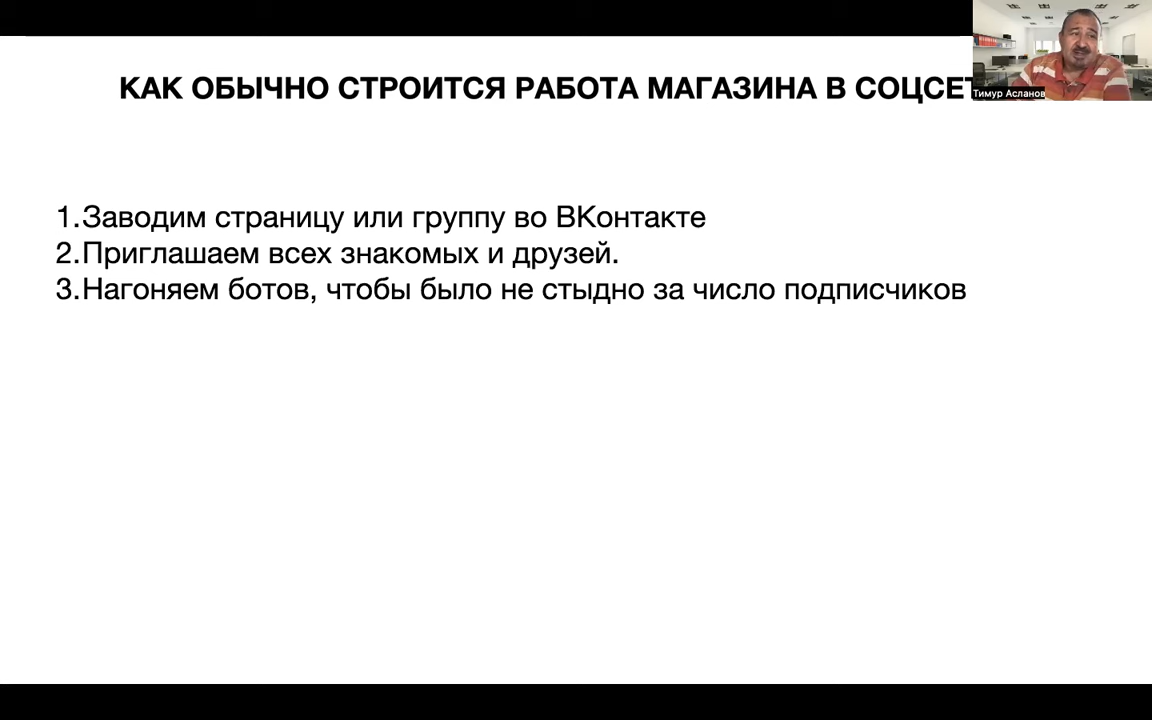 КАК ОБЫЧНО СТРОИТСЯ РАБОТА МАГАЗИНА В СОЦСЕТ
Тимур Асланов
1.Заводим страницу или группу во ВКонтакте
2.Приглашаем всех знакомых и друзей.
3.Нагоняем ботов, чтобы было не стыдно за число подписчиков